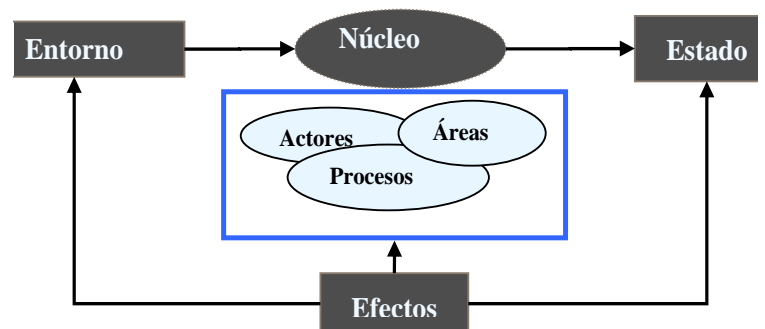 Entorno
Núcleo
Estado
Actores
Áreas
Procesos
Efectos